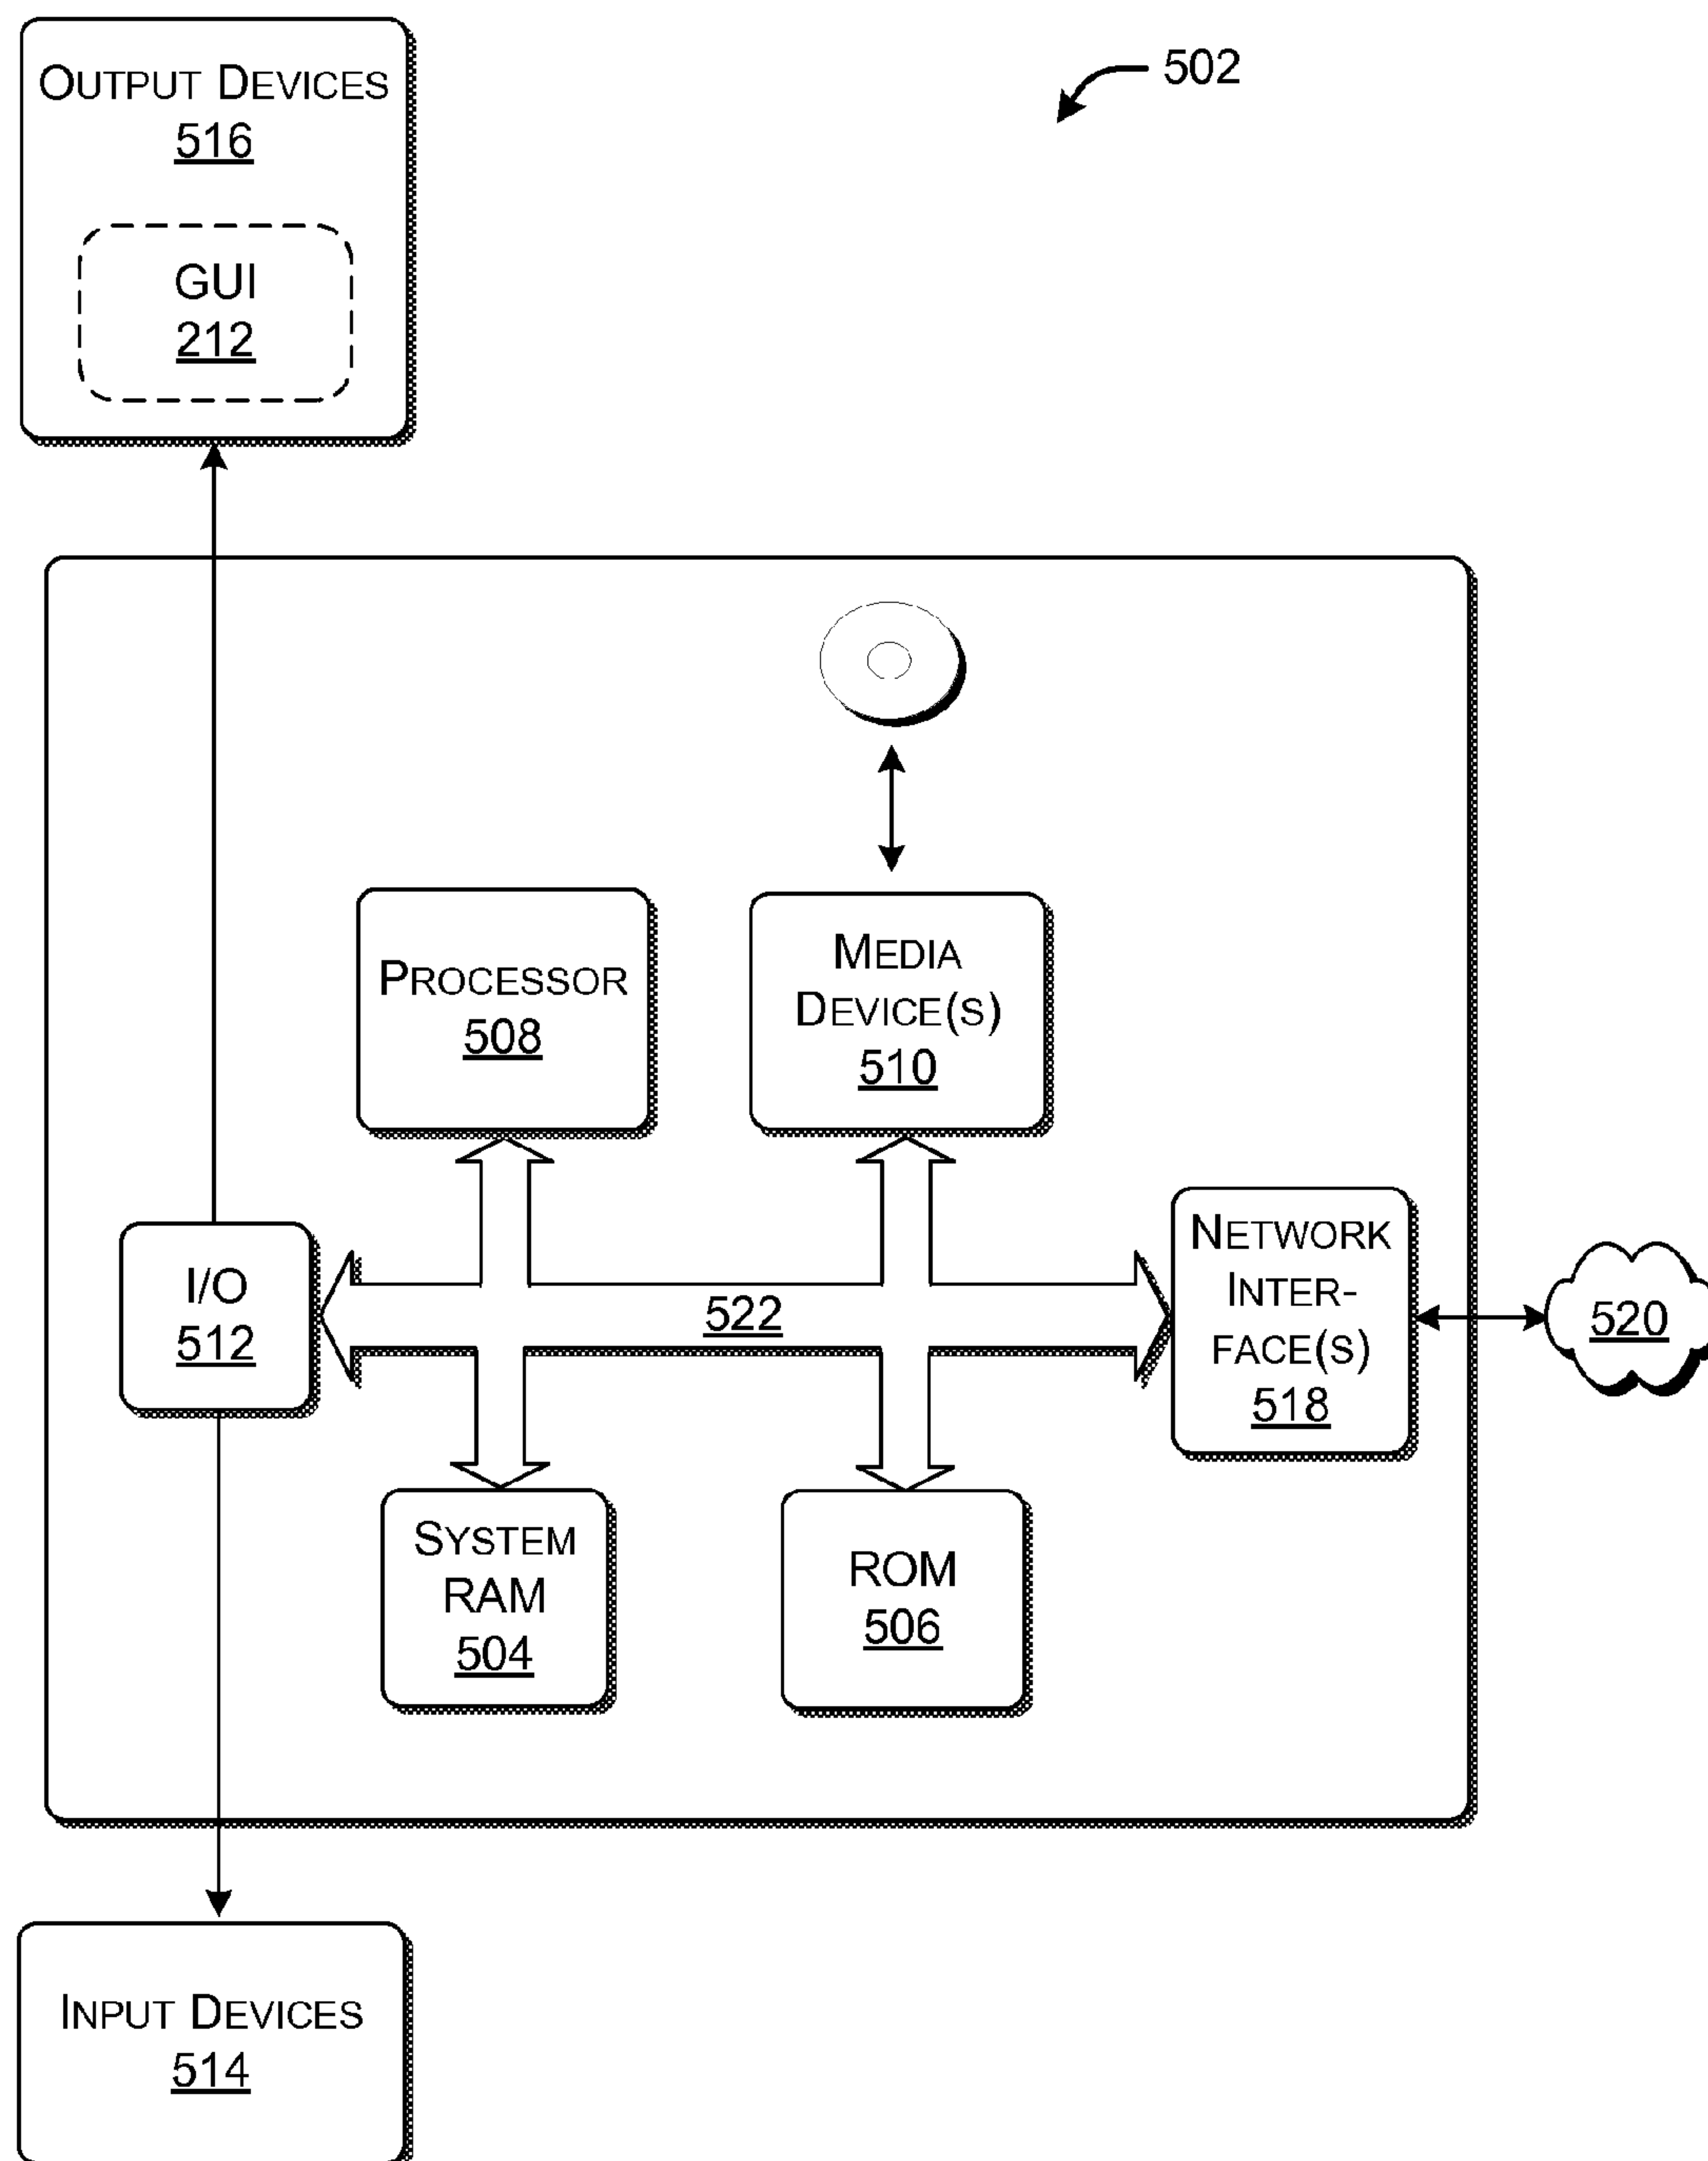 OUTPUT DEVICES
516
GUI
212
502
PROCESSOR
508
MEDIA
DEVICE(S)
510
I/O
512
522
NETWORK
INTER-
FACE(S)
518
520
SYSTEM
RAM
504
ROM
506
INPUT DEVICES
514